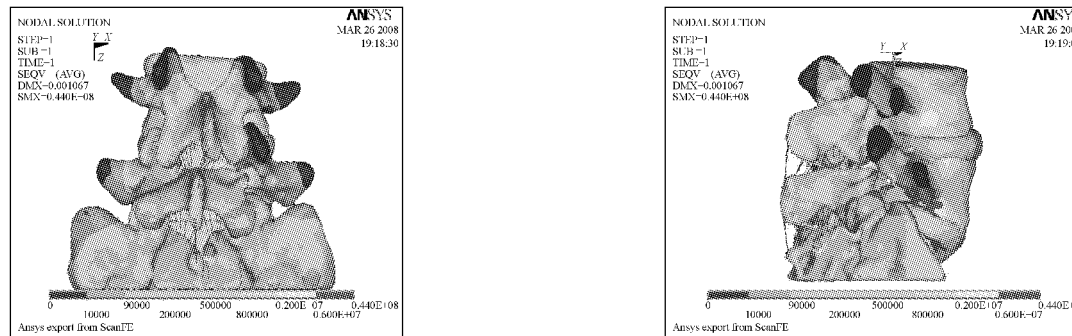 NODAL SOLUTION
STEP=1
SUB =1
TIME=1
SEQV (AVG)
DMX=0.001067
SMX=0.440E+08
ANSYS
MAR 26 2008
19:18:30
Y X
Z
0 90000 500000 0.200E+07 0.440E+08
10000 200000 800000 0.600E+07
Ansys export from ScanFE
NODAL SOLUTION
STEP=1
SUB =1
TIME=1
SEQV (AVG)
DMX=0.001067
SMX=0.440E+08
ANSYS
MAR 26 2008
Y X
0 90000 500000 0.200E+07
10000 200000 800000 0.600E+07
Ansys export from ScanFE